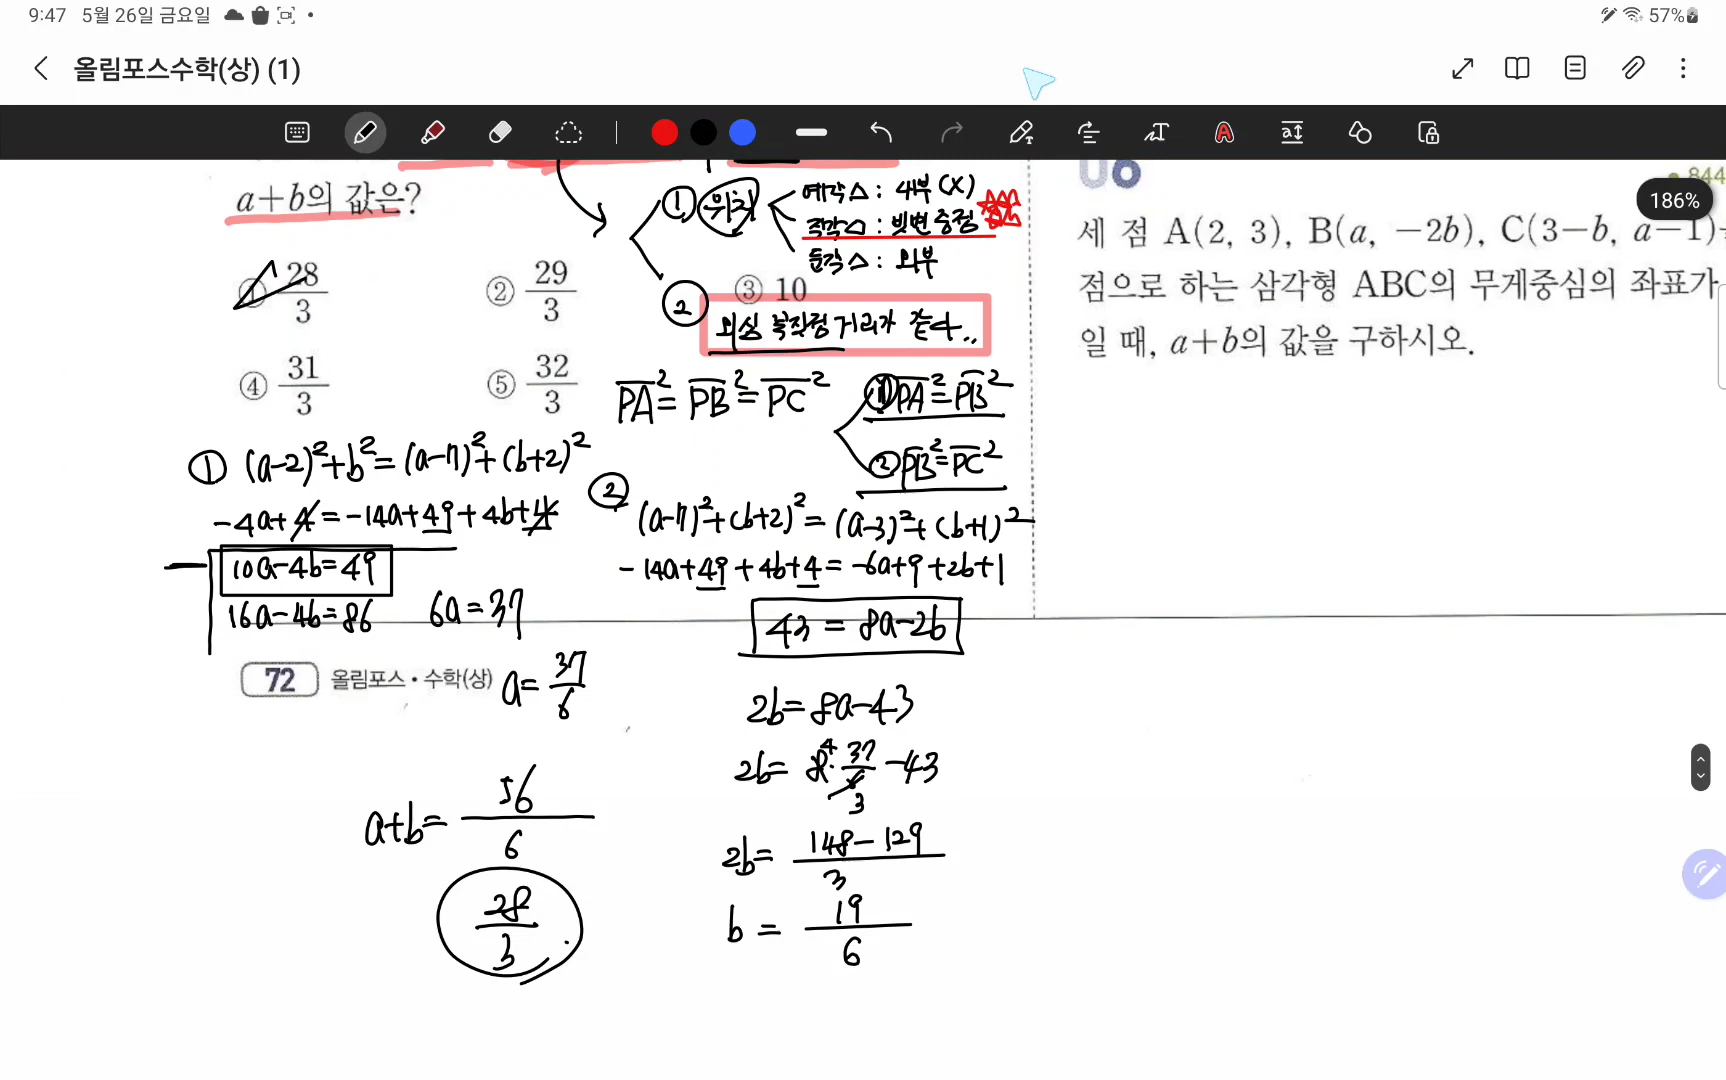 9:47 5월 26일 금요일
57%
올림포스수학(상) (1)
186%
a+b의 값은?
① 28/3
② 29/3
③ 10
④ 31/3
⑤ 32/3
① 위치
예각△ : 내부 (X)
직각△ : 빗변 중점
둔각△ : 외부
② 외심 꼭짓점 거리가 같다..
PA² = PB² = PC²
① PA² = PB²
② PB² = PC²
① (a-2)²+b² = (a-7)²+(b+2)²
-4a+4 = -14a+49+4b+4
10a-4b=49
16a-4b=86
6a=37
a= 37/6
② (a-7)²+(b+2)² = (a-3)²+(b+1)²
-14a+49+4b+4 = -6a+9+2b+1
43 = 8a-2b
2b= 8a-43
2b= 8⁴·37/6 -43
3
2b= 148-129/3
b = 19/6
a+b= 56/6
28/3
72 올림포스 • 수학(상)
06
844
세 점 A(2, 3), B(a, -2b), C(3-b, a-1)
점으로 하는 삼각형 ABC의 무게중심의 좌표가
일 때, a+b의 값을 구하시오.